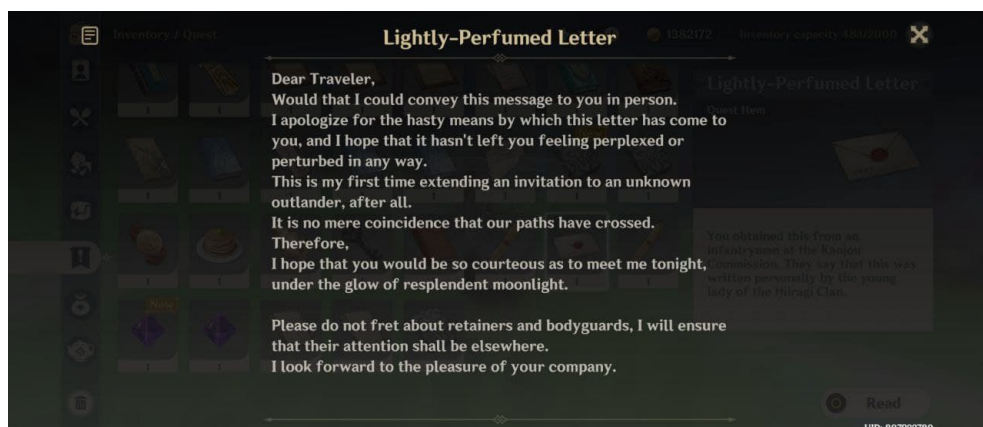 Inventory / Quest
1382172
Inventory capacity
Lightly-Perfumed Letter
Dear Traveler,
Would that I could convey this message to you in person.
I apologize for the hasty means by which this letter has come to
you, and I hope that it hasn't left you feeling perplexed or
perturbed in any way.
This is my first time extending an invitation to an unknown
outlander, after all.
It is no mere coincidence that our paths have crossed.
Therefore,
I hope that you would be so courteous as to meet me tonight,
under the glow of resplendent moonlight.
Please do not fret about retainers and bodyguards, I will ensure
that their attention shall be elsewhere.
I look forward to the pleasure of your company.
Lightly-Perfumed Letter
Quest Item
You obtained this from an
infantryman at the Kanjou
Commission. They say that this was
written personally by the young
lady of the Hiiragi Clan.
New
Read